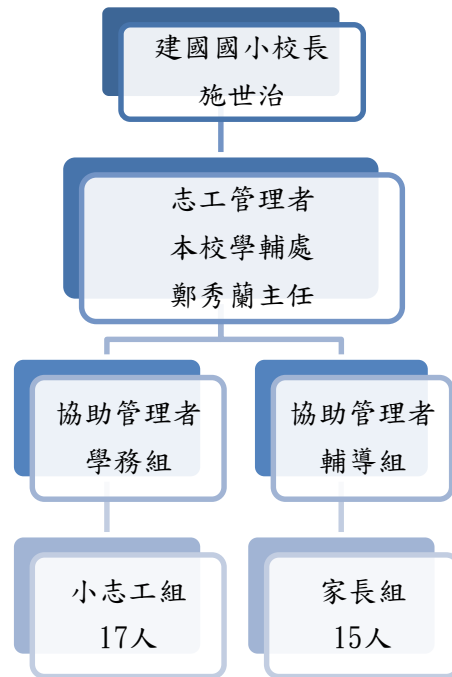 建國國小校長
施世治
志工管理者
本校學輔處
鄭秀蘭主任
協助管理者
學務組
協助管理者
輔導組
小志工組
17人
家長組
15人